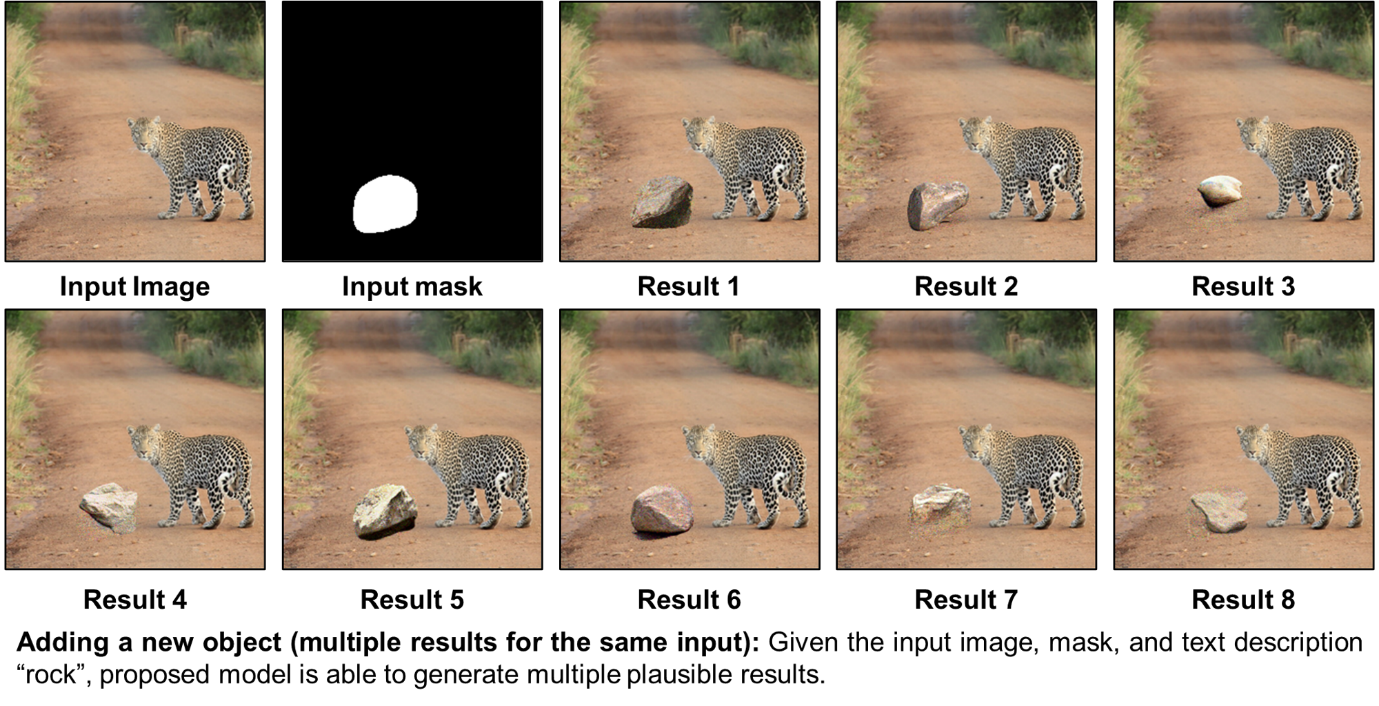 Input Image
Input mask
Result 1
Result 2
Result 3
Result 4
Result 5
Result 6
Result 7
Result 8
Adding a new object (multiple results for the same input): Given the input image, mask, and text description
“rock”, proposed model is able to generate multiple plausible results.